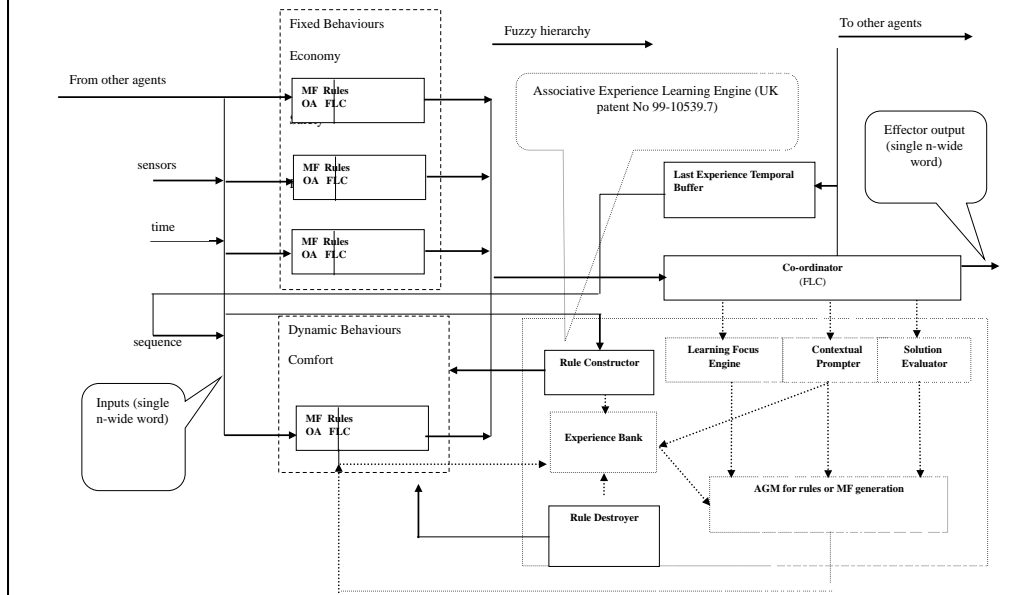 Fixed Behaviours
Economy
MF Rules
OA FLC
MF Rules
OA FLC
MF Rules
OA FLC
Fuzzy hierarchy
To other agents
From other agents
sensors
time
sequence
Inputs (single
n-wide word)
Associative Experience Learning Engine (UK
patent No 99-10539.7)
Last Experience Temporal
Buffer
Effector output
(single n-wide
word)
Co-ordinator
(FLC)
Dynamic Behaviours
Comfort
MF Rules
OA FLC
Rule Constructor
Experience Bank
Rule Destroyer
Learning Focus
Engine
Contextual
Prompter
Solution
Evaluator
AGM for rules or MF generation